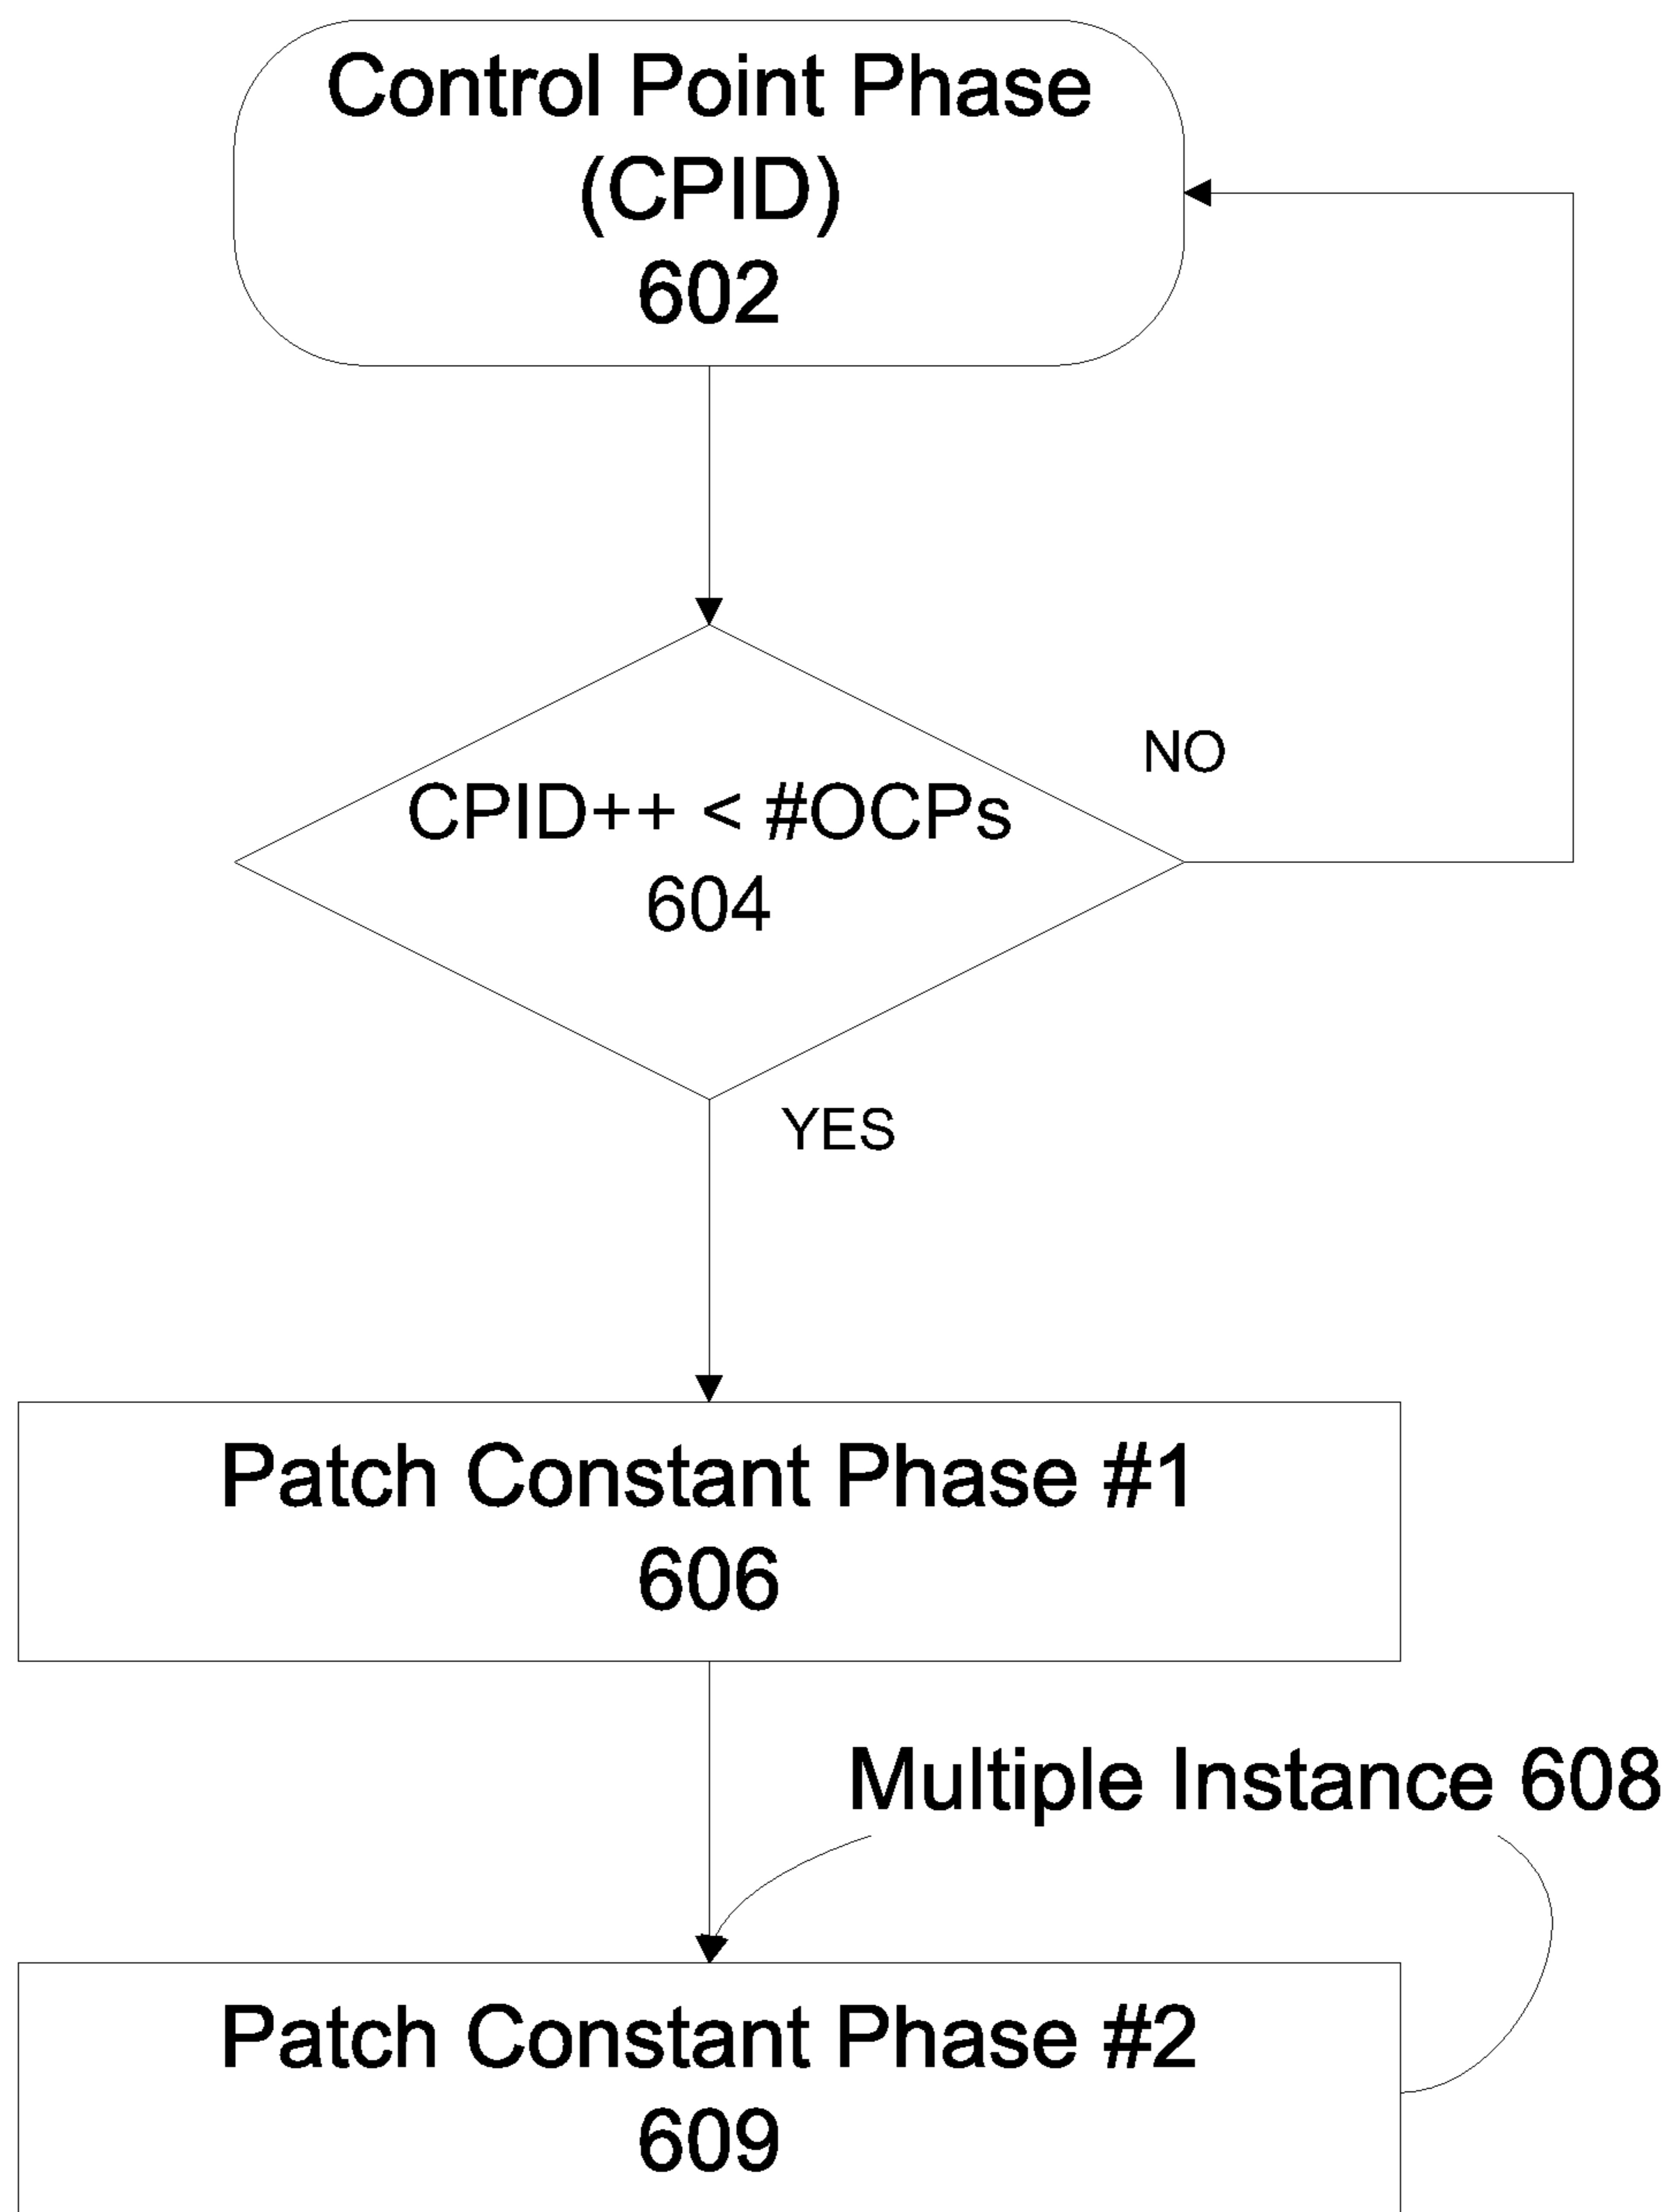 Control Point Phase
(CPID)
602
CPID++ < #OCPs
604
NO
YES
Patch Constant Phase #1
606
Multiple Instance 608
Patch Constant Phase #2
609